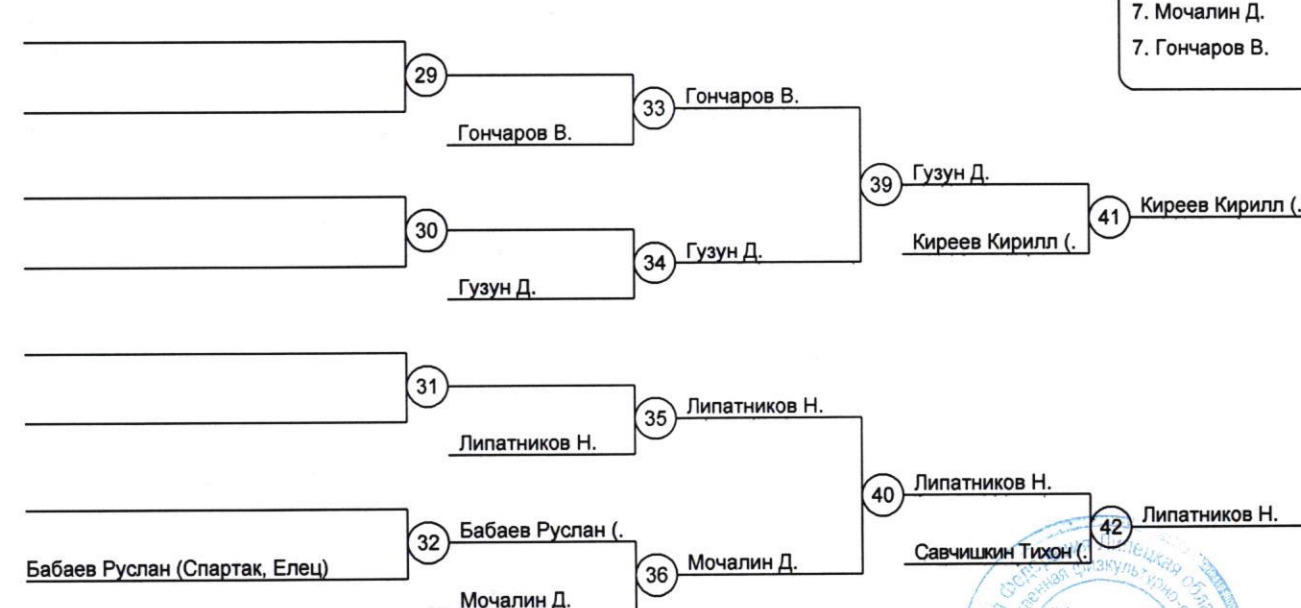 7. Мочалин Д.
7. Гончаров В.
29
33 Гончаров В.
Гончаров В.
39 Гузун Д.
41 Киреев Кирилл (.
30
34 Гузун Д.
Киреев Кирилл (.
Гузун Д.
31
35 Липатников Н.
Липатников Н.
40 Липатников Н.
42 Липатников Н.
32 Бабаев Руслан (.
Савчишкин Тихон (.
Бабаев Руслан (Спартак, Елец)
36 Мочалин Д.
Мочалин Д.